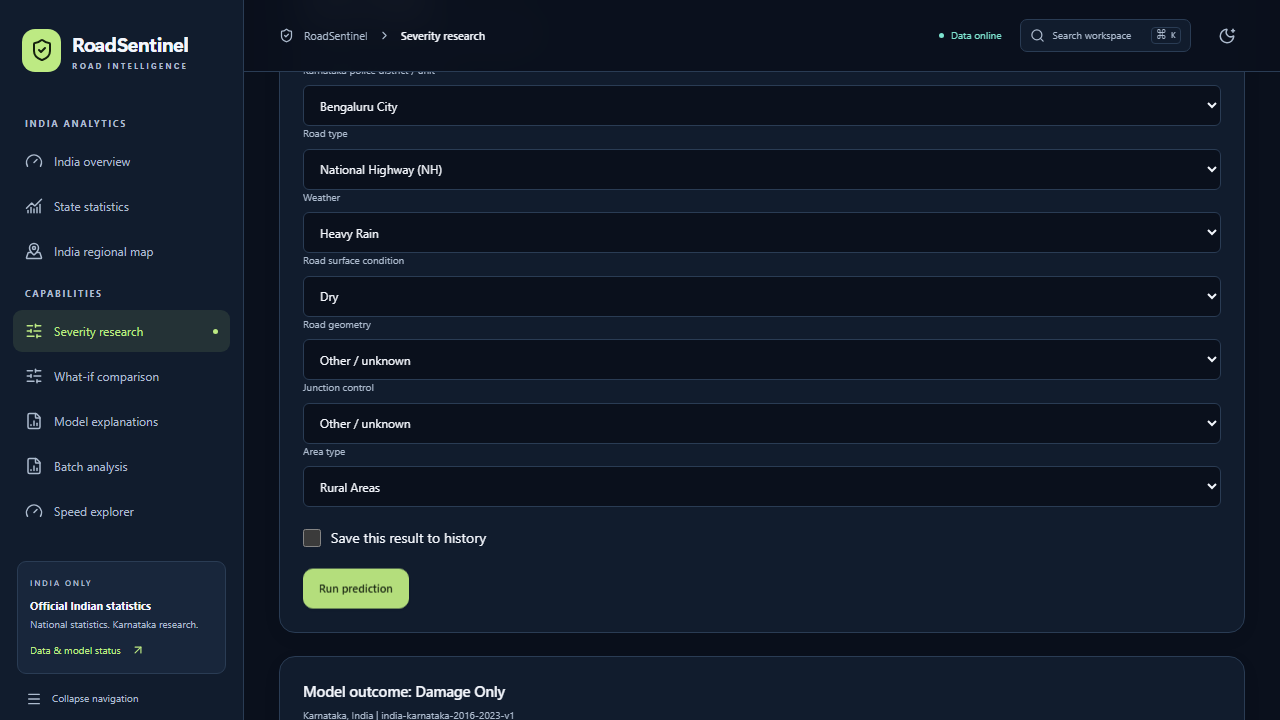 RoadSentinel
ROAD INTELLIGENCE
INDIA ANALYTICS
India overview
State statistics
India regional map
CAPABILITIES
Severity research
What-if comparison
Model explanations
Batch analysis
Speed explorer
INDIA ONLY
Official Indian statistics
National statistics. Karnataka research.
Data & model status
Collapse navigation
RoadSentinel > Severity research
Data online
Search workspace ⌘ K
Karnataka police district / unit
Bengaluru City
Road type
National Highway (NH)
Weather
Heavy Rain
Road surface condition
Dry
Road geometry
Other / unknown
Junction control
Other / unknown
Area type
Rural Areas
Save this result to history
Run prediction
Model outcome: Damage Only
Karnataka, India | india-karnataka-2016-2023-v1